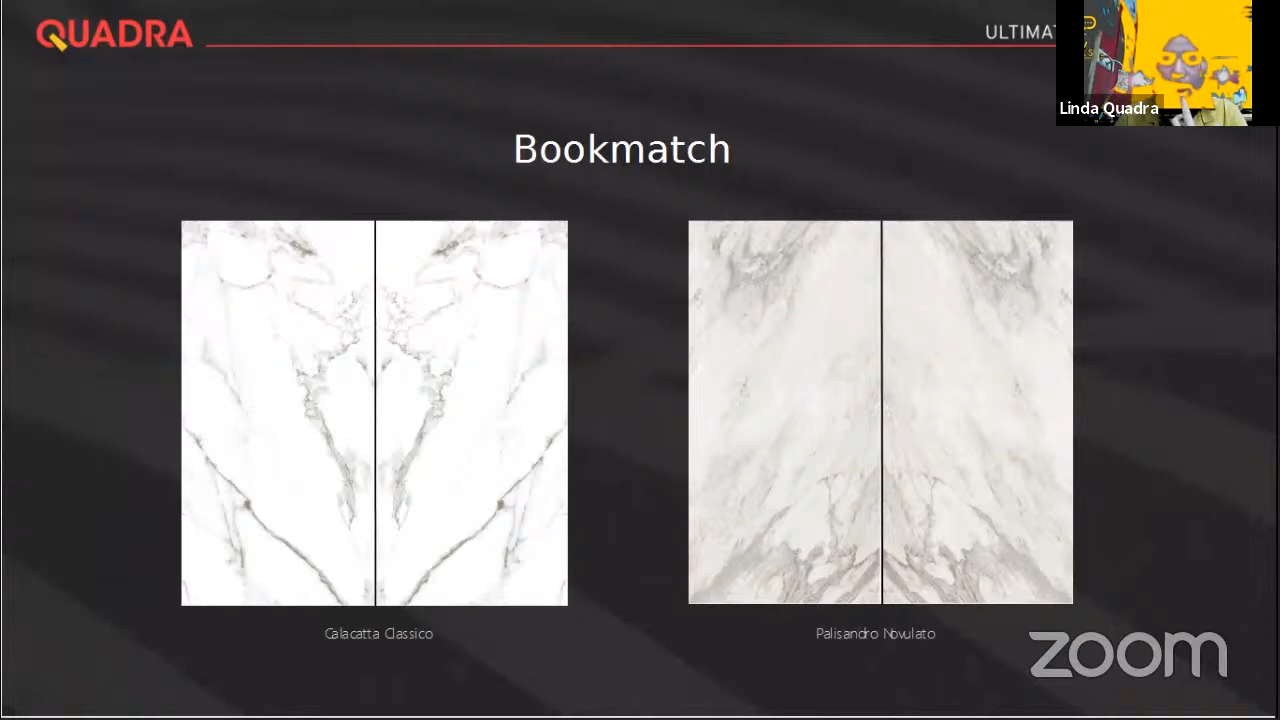 QUADRA
ULTIMAT
Linda Quadra
Bookmatch
Calacatta Classico
Palisandro Novulato
zoom